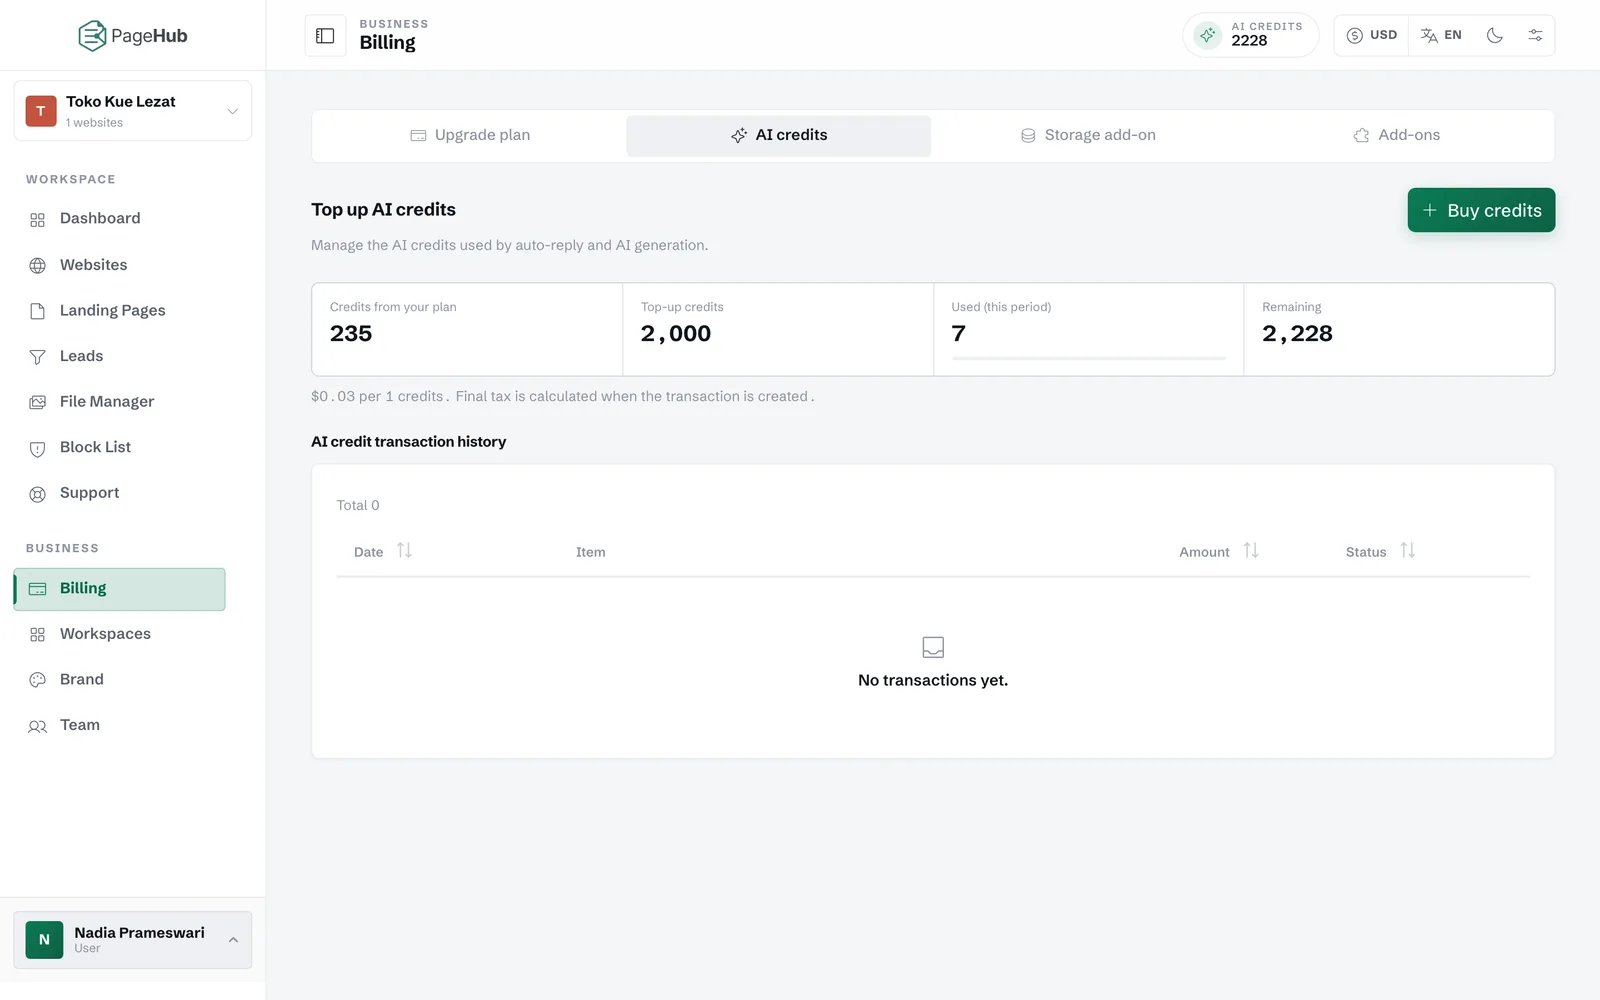 PageHub
BUSINESS
Billing
AI CREDITS
2228
USD
EN
T
Toko Kue Lezat
1 websites
WORKSPACE
Dashboard
Websites
Landing Pages
Leads
File Manager
Block List
Support
BUSINESS
Billing
Workspaces
Brand
Team
N
Nadia Prameswari
User
Upgrade plan
AI credits
Storage add-on
Add-ons
Top up AI credits
Manage the AI credits used by auto-reply and AI generation.
+ Buy credits
Credits from your plan
235
Top-up credits
2,000
Used (this period)
7
Remaining
2,228
$0.03 per 1 credits. Final tax is calculated when the transaction is created.
AI credit transaction history
Total 0
Date
Item
Amount
Status
No transactions yet.